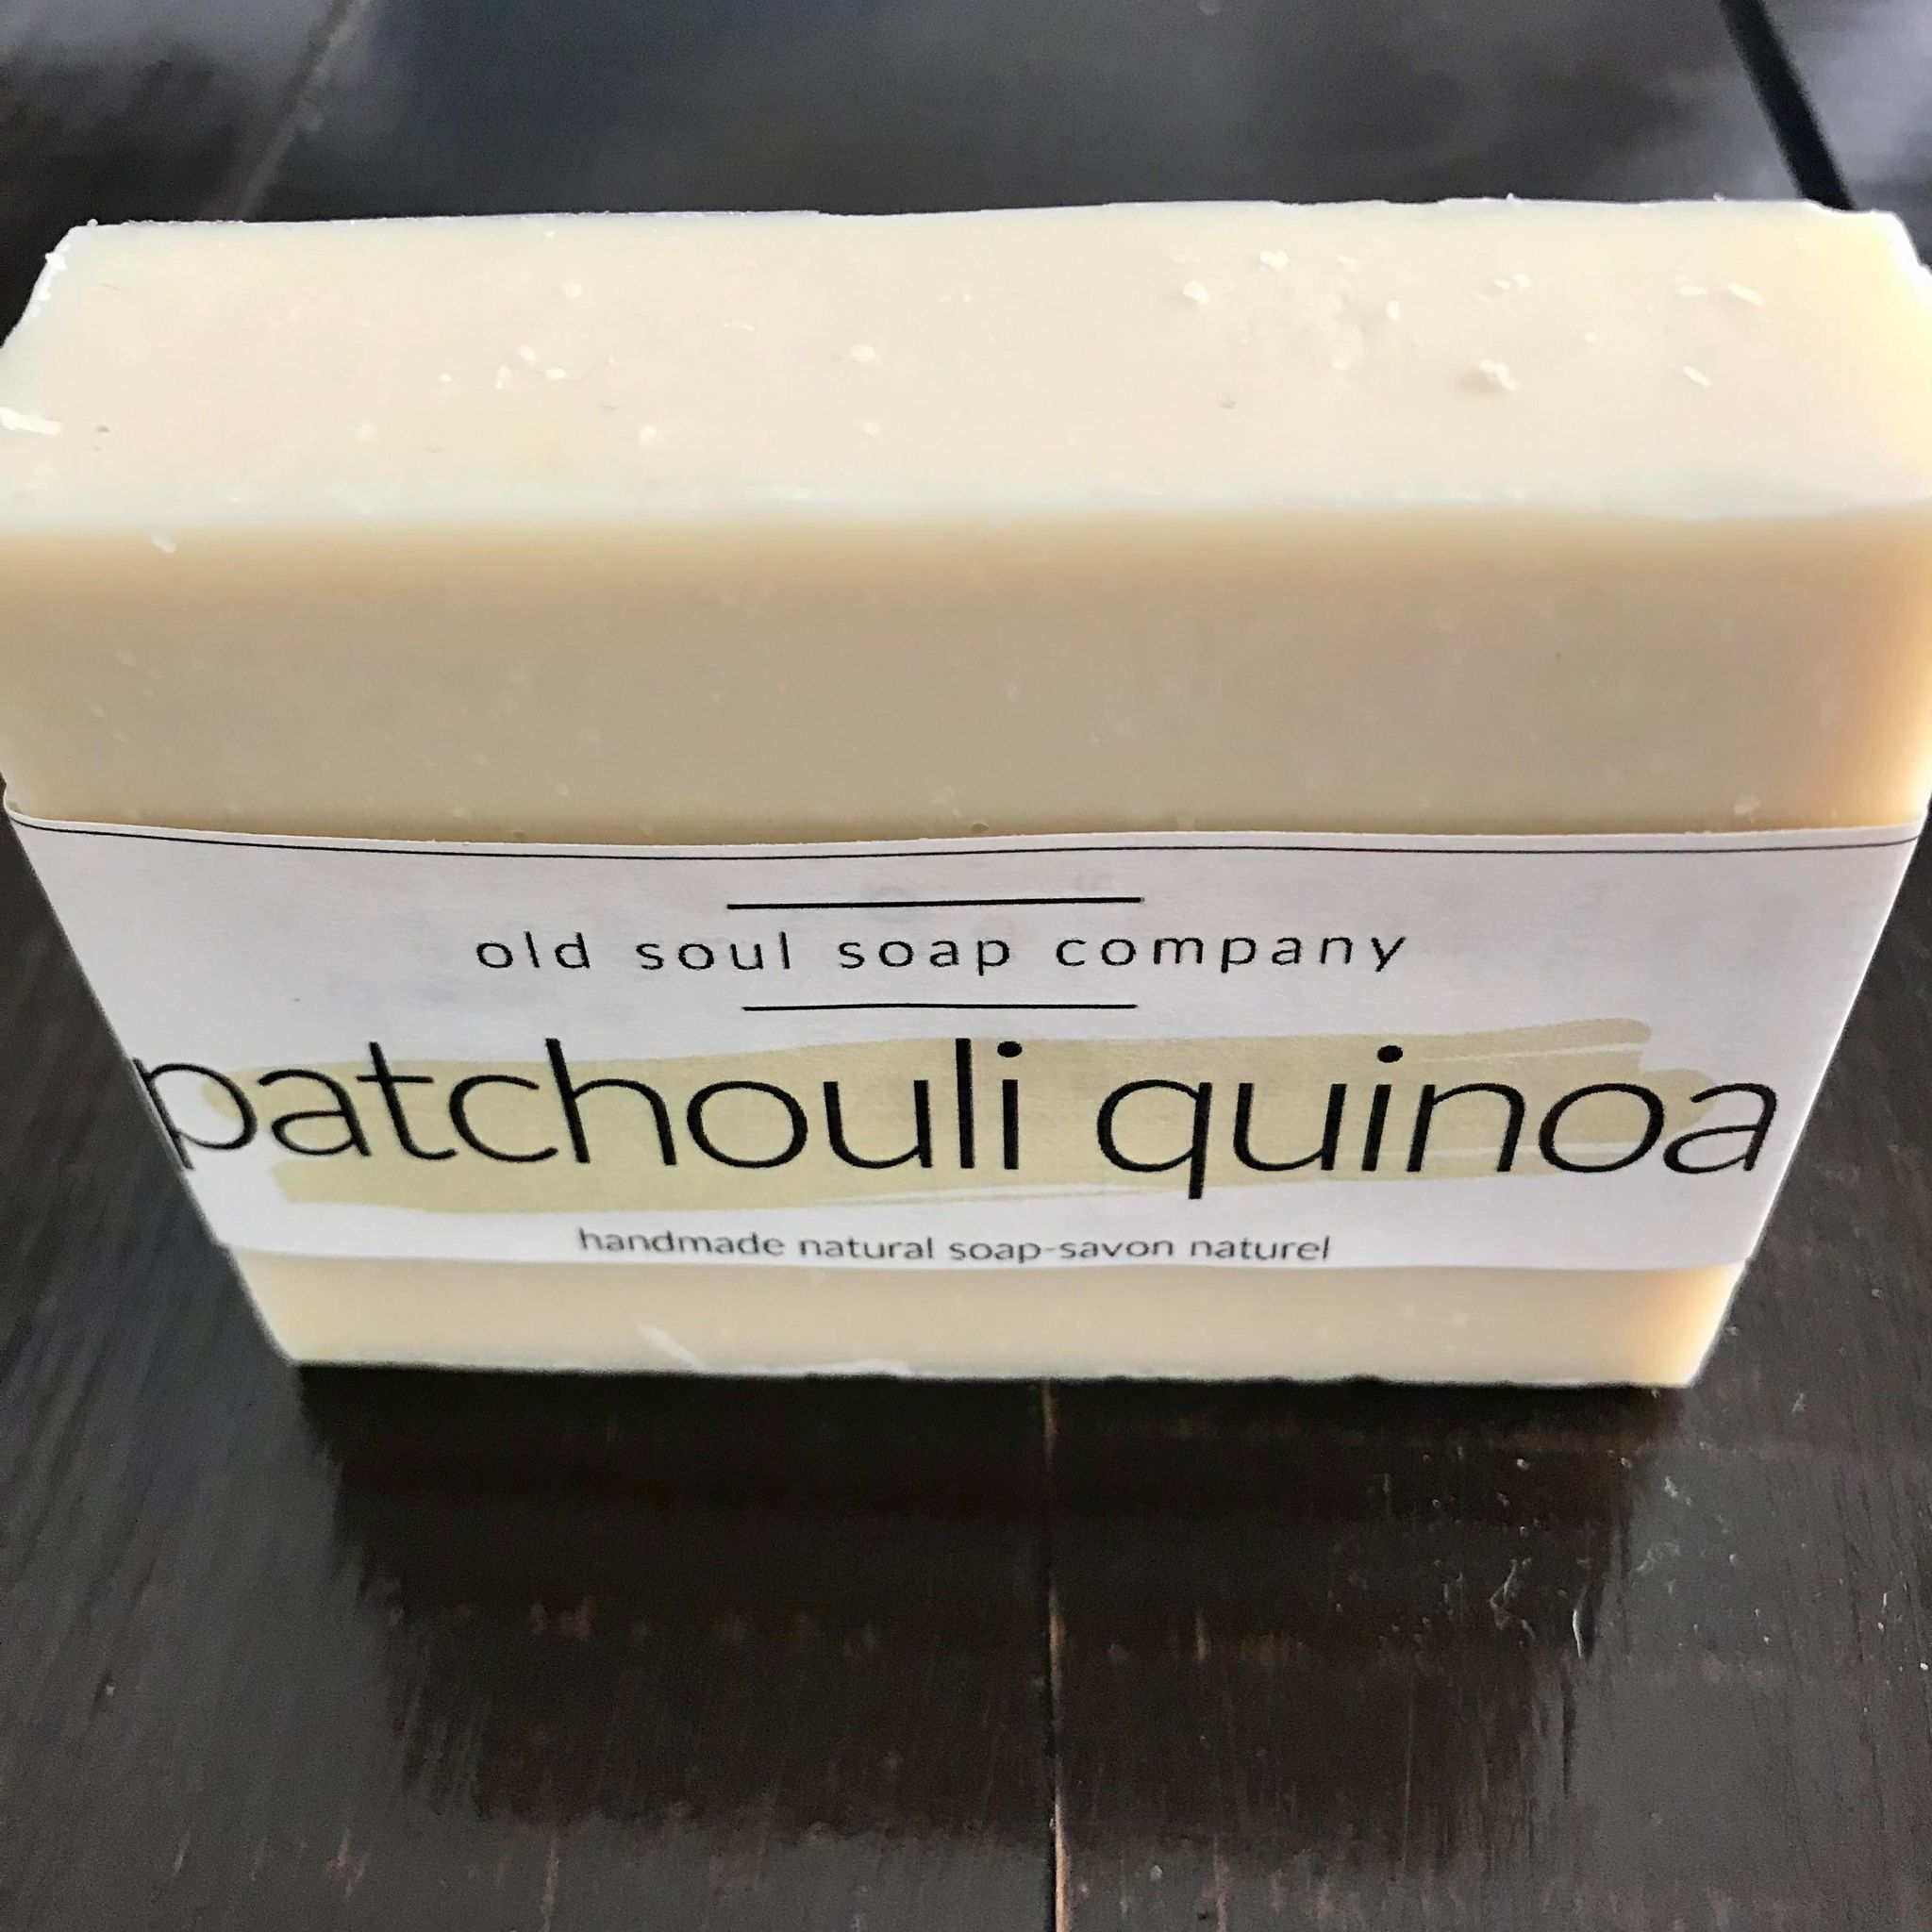 old soul soap company
patchouli quinoa
handmade natural soap-savon naturel